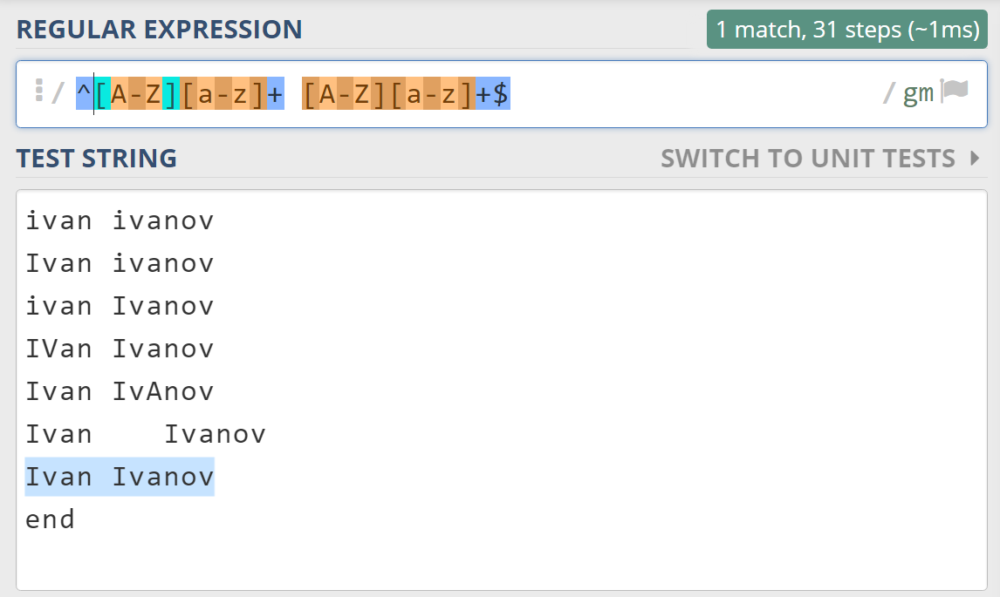 REGULAR EXPRESSION
1 match, 31 steps (~1ms)
/ ^[A-Z][a-z]+ [A-Z][a-z]+$ / gm
TEST STRING
SWITCH TO UNIT TESTS
ivan ivanov
Ivan ivanov
ivan Ivanov
IVan Ivanov
Ivan IvAnov
Ivan    Ivanov
Ivan Ivanov
end